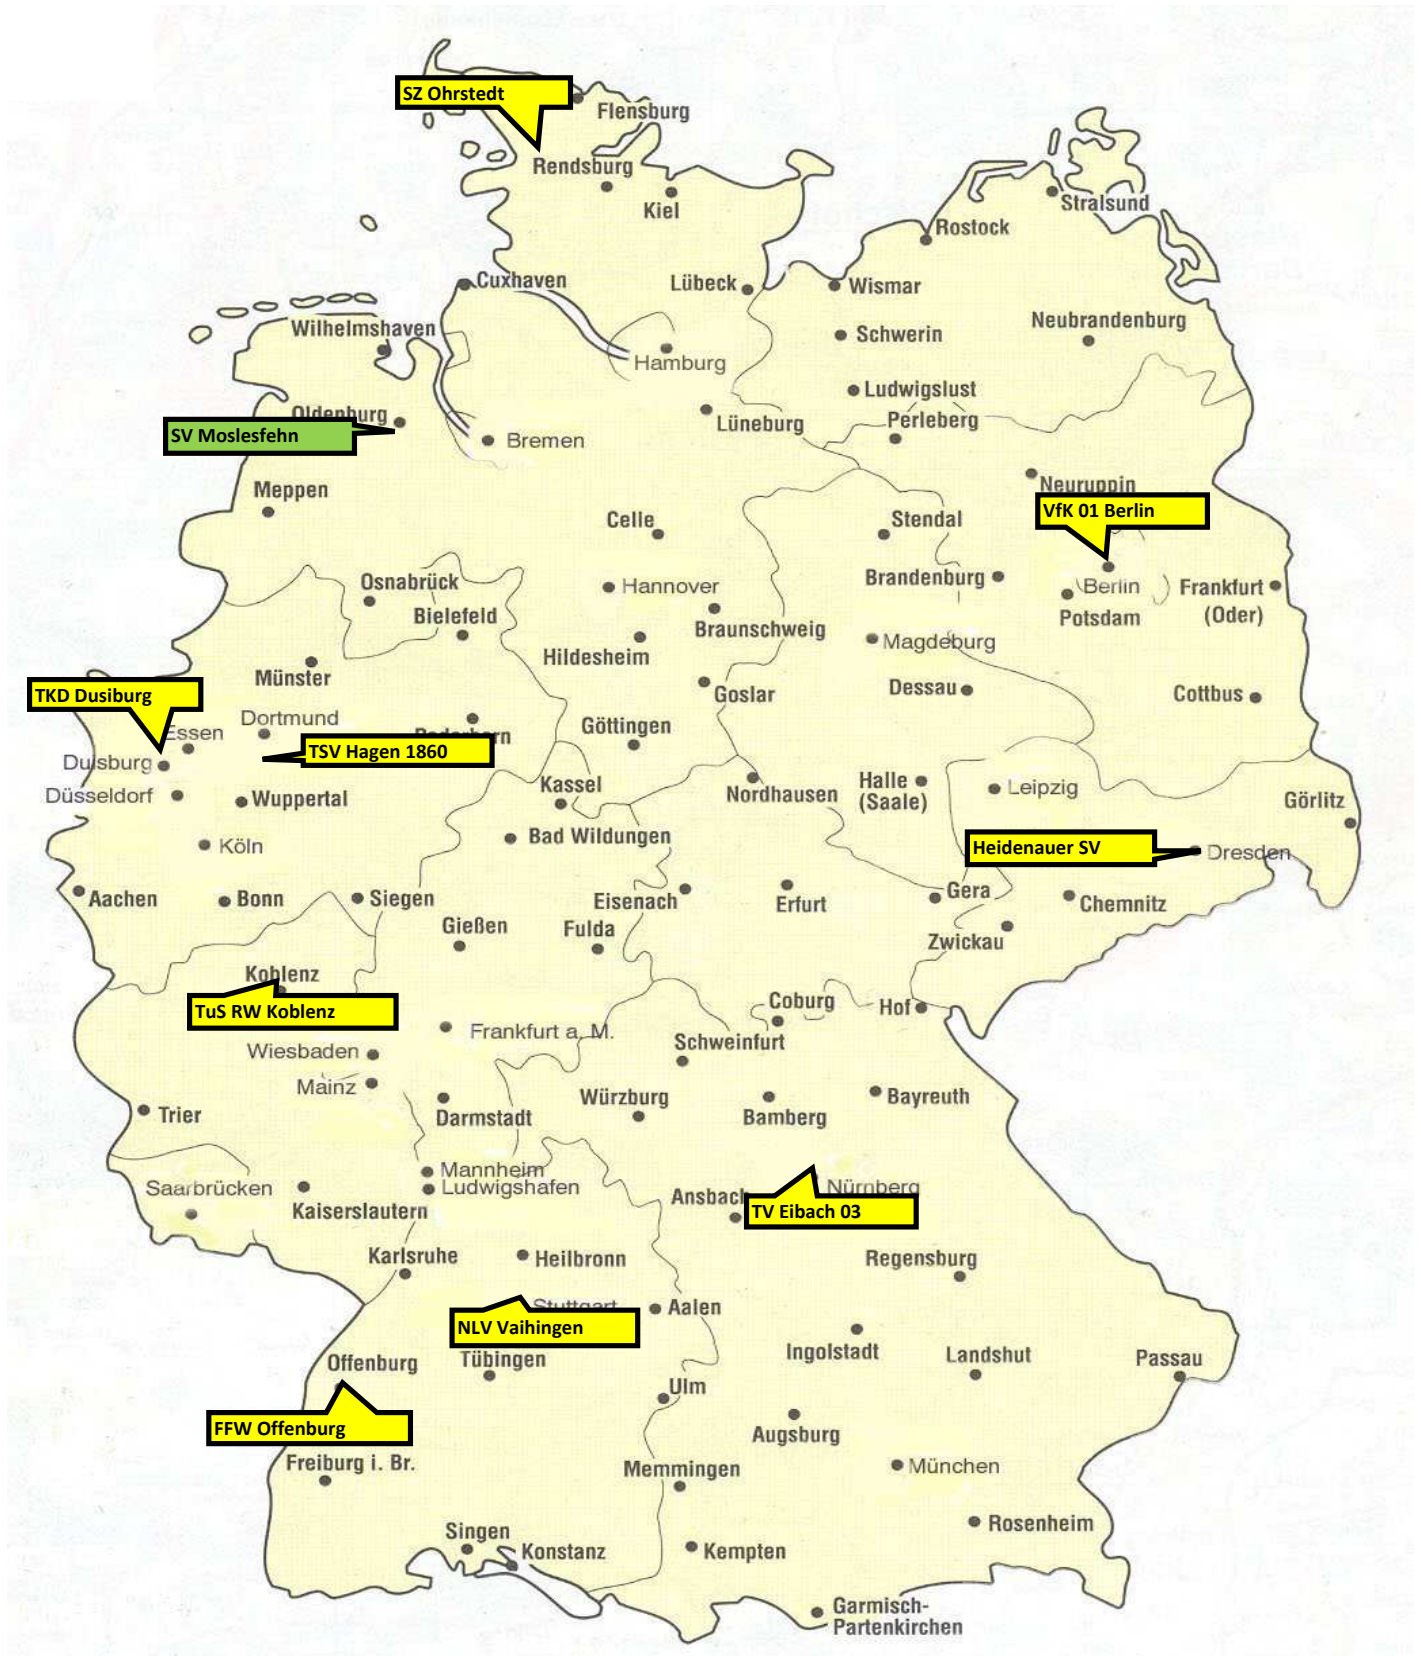 SZ Ohrstedt
Flensburg
Rendsburg
Kiel
Stralsund
Rostock
Cuxhaven
Lübeck
Wismar
Wilhelmshaven
Neubrandenburg
Schwerin
Hamburg
Ludwigslust
Oldenburg
Lüneburg
Perleberg
SV Moslesfehn
Bremen
Neuruppin
Meppen
VfK 01 Berlin
Celle
Stendal
Osnabrück
Hannover
Brandenburg
Berlin
Frankfurt
(Oder)
Bielefeld
Braunschweig
Potsdam
Magdeburg
Hildesheim
Münster
TKD Dusiburg
Goslar
Dessau
Cottbus
Dortmund
Essen
Paderborn
Göttingen
TSV Hagen 1860
Duisburg
Düsseldorf
Wuppertal
Kassel
Nordhausen
Halle
(Saale)
Leipzig
Görlitz
Bad Wildungen
Köln
Heidenauer SV
Dresden
Aachen
Bonn
Siegen
Eisenach
Erfurt
Gera
Chemnitz
Gießen
Fulda
Zwickau
Koblenz
TuS RW Koblenz
Coburg
Hof
Frankfurt a. M.
Schweinfurt
Wiesbaden
Mainz
Würzburg
Bayreuth
Trier
Darmstadt
Bamberg
Mannheim
Ludwigshafen
Saarbrücken
Kaiserslautern
Ansbach
Nürnberg
TV Eibach 03
Karlsruhe
Heilbronn
Regensburg
Stuttgart
Aalen
NLV Vaihingen
Ingolstadt
Landshut
Passau
Offenburg
Tübingen
Ulm
FFW Offenburg
Augsburg
Freiburg i. Br.
Memmingen
München
Singen
Konstanz
Kempten
Rosenheim
Garmisch-
Partenkirchen